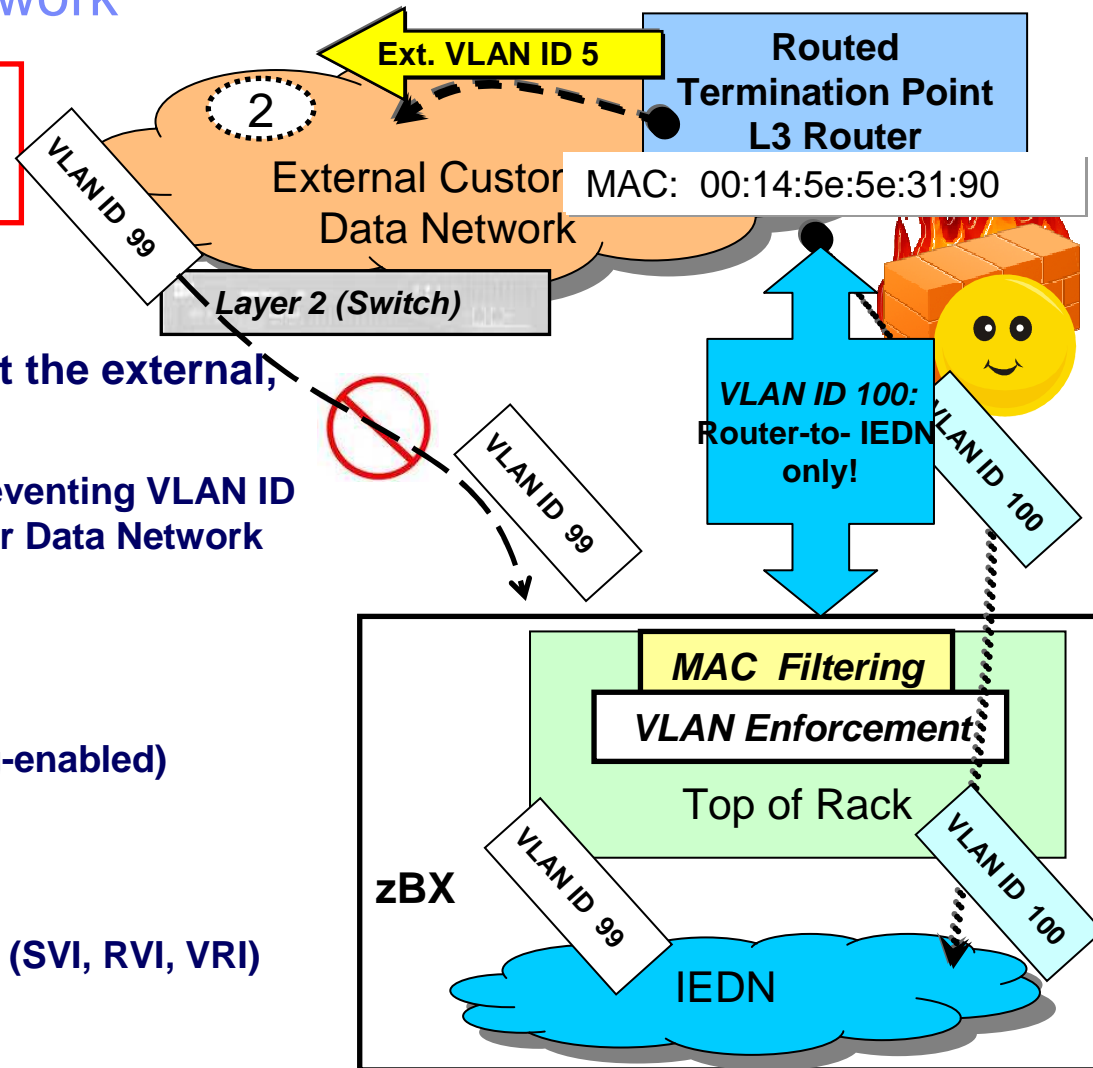 work
Ext. VLAN ID 5
Routed
Termination Point
L3 Router
2
VLAN ID 99
External Custom
Data Network
MAC: 00:14:5e:5e:31:90
Layer 2 (Switch)
t the external,
VLAN ID 100:
Router-to- IEDN
only!
VLAN ID 100
VLAN ID 99
eventing VLAN ID
r Data Network
MAC Filtering
VLAN Enforcement
-enabled)
Top of Rack
VLAN ID 99
VLAN ID 100
zBX
(SVI, RVI, VRI)
IEDN